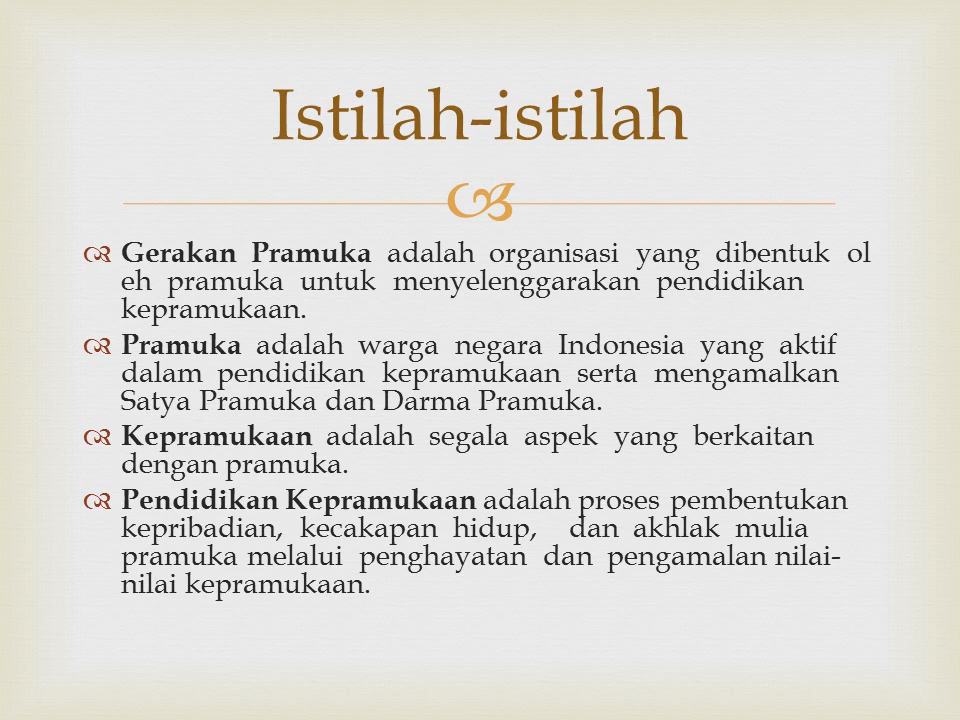 Istilah-istilah
Gerakan Pramuka adalah organisasi yang dibentuk ol
eh pramuka untuk menyelenggarakan pendidikan
kepramukaan.
Pramuka adalah warga negara Indonesia yang aktif
dalam pendidikan kepramukaan serta mengamalkan
Satya Pramuka dan Darma Pramuka.
Kepramukaan adalah segala aspek yang berkaitan
dengan pramuka.
Pendidikan Kepramukaan adalah proses pembentukan
kepribadian, kecakapan hidup, dan akhlak mulia
pramuka melalui penghayatan dan pengamalan nilai-
nilai kepramukaan.